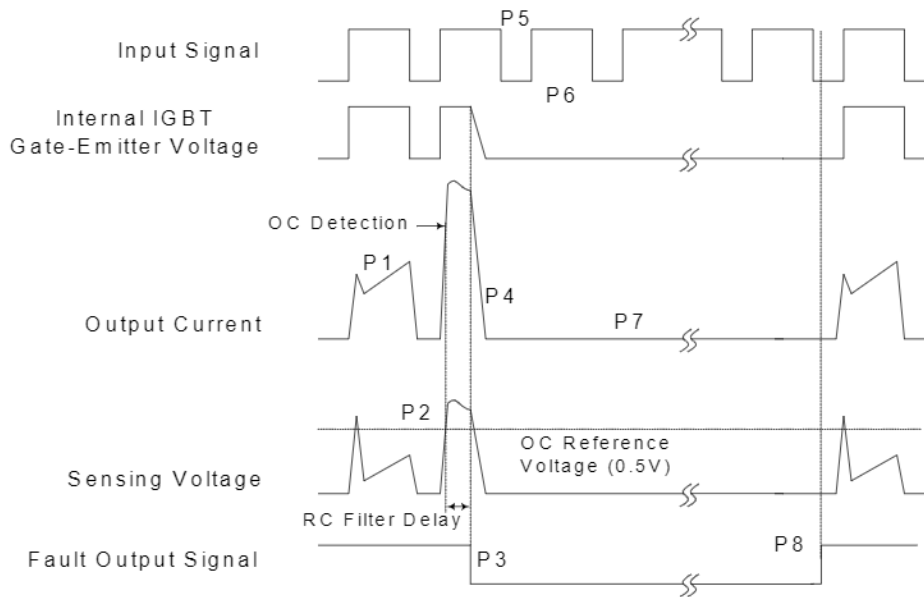 P5
Input Signal
P6
Internal IGBT
Gate-Emitter Voltage
OC Detection
P1
P4
Output Current
P7
P2
OC Reference
Voltage (0.5V)
Sensing Voltage
RC Filter Delay
Fault Output Signal
P3
P8